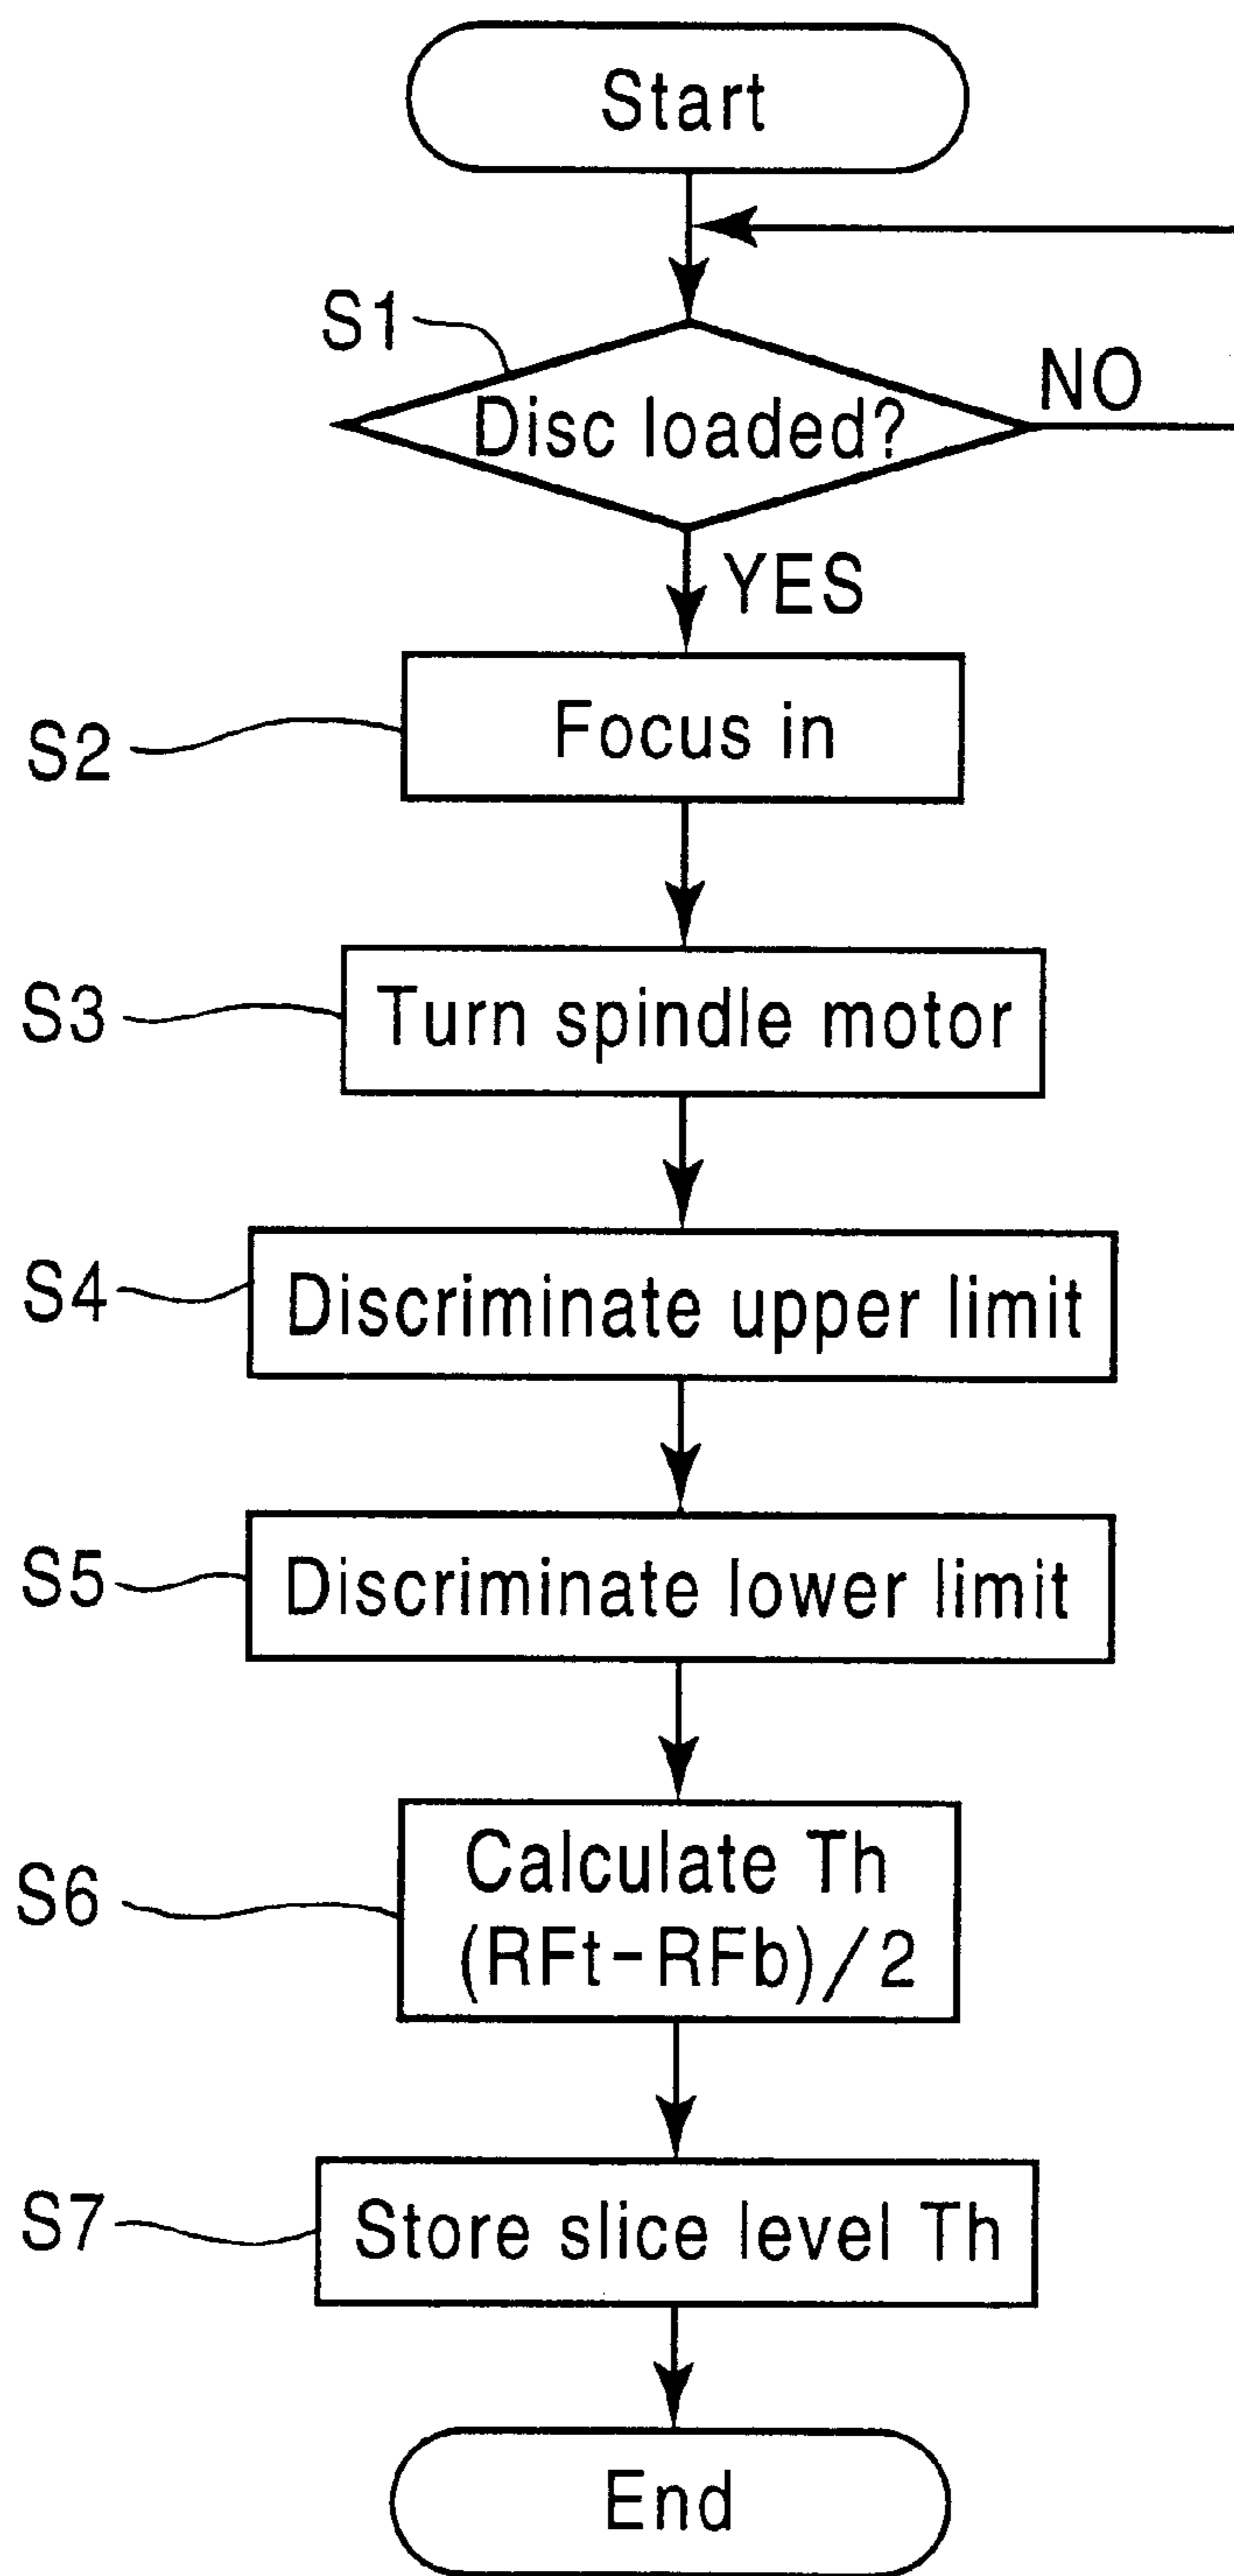 Start
S1
Disc loaded?
NO
YES
S2
Focus in
S3
Turn spindle motor
S4
Discriminate upper limit
S5
Discriminate lower limit
S6
Calculate Th
(RFt-RFb)/2
S7
Store slice level Th
End